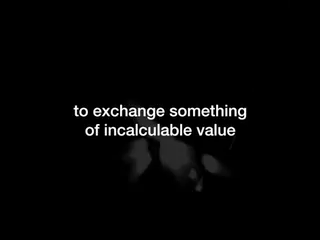 to exchange something
of incalculable value